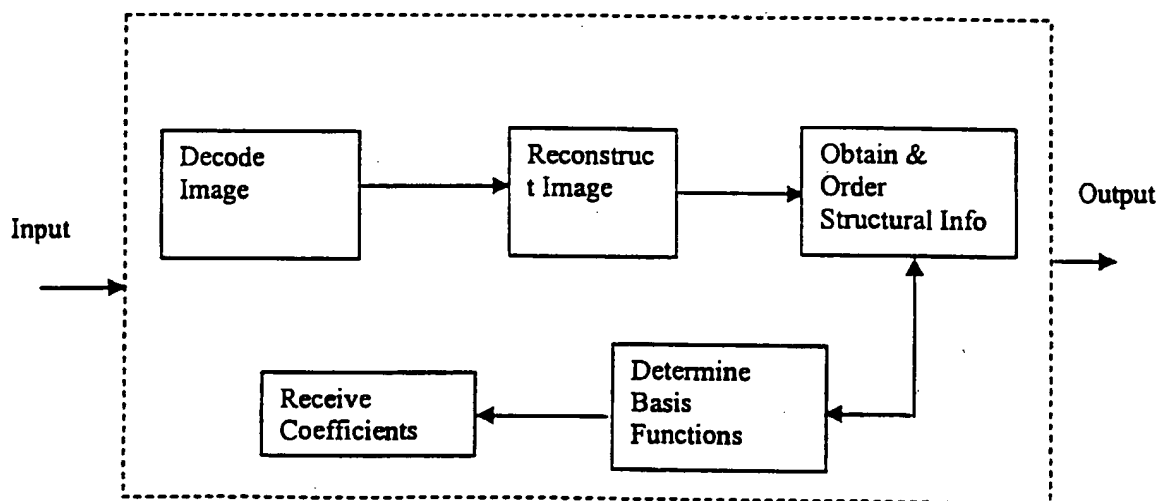 Input
Decode
Image
Reconstruc
t Image
Obtain &
Order
Structural Info
Output
Receive
Coefficients
Determine
Basis
Functions